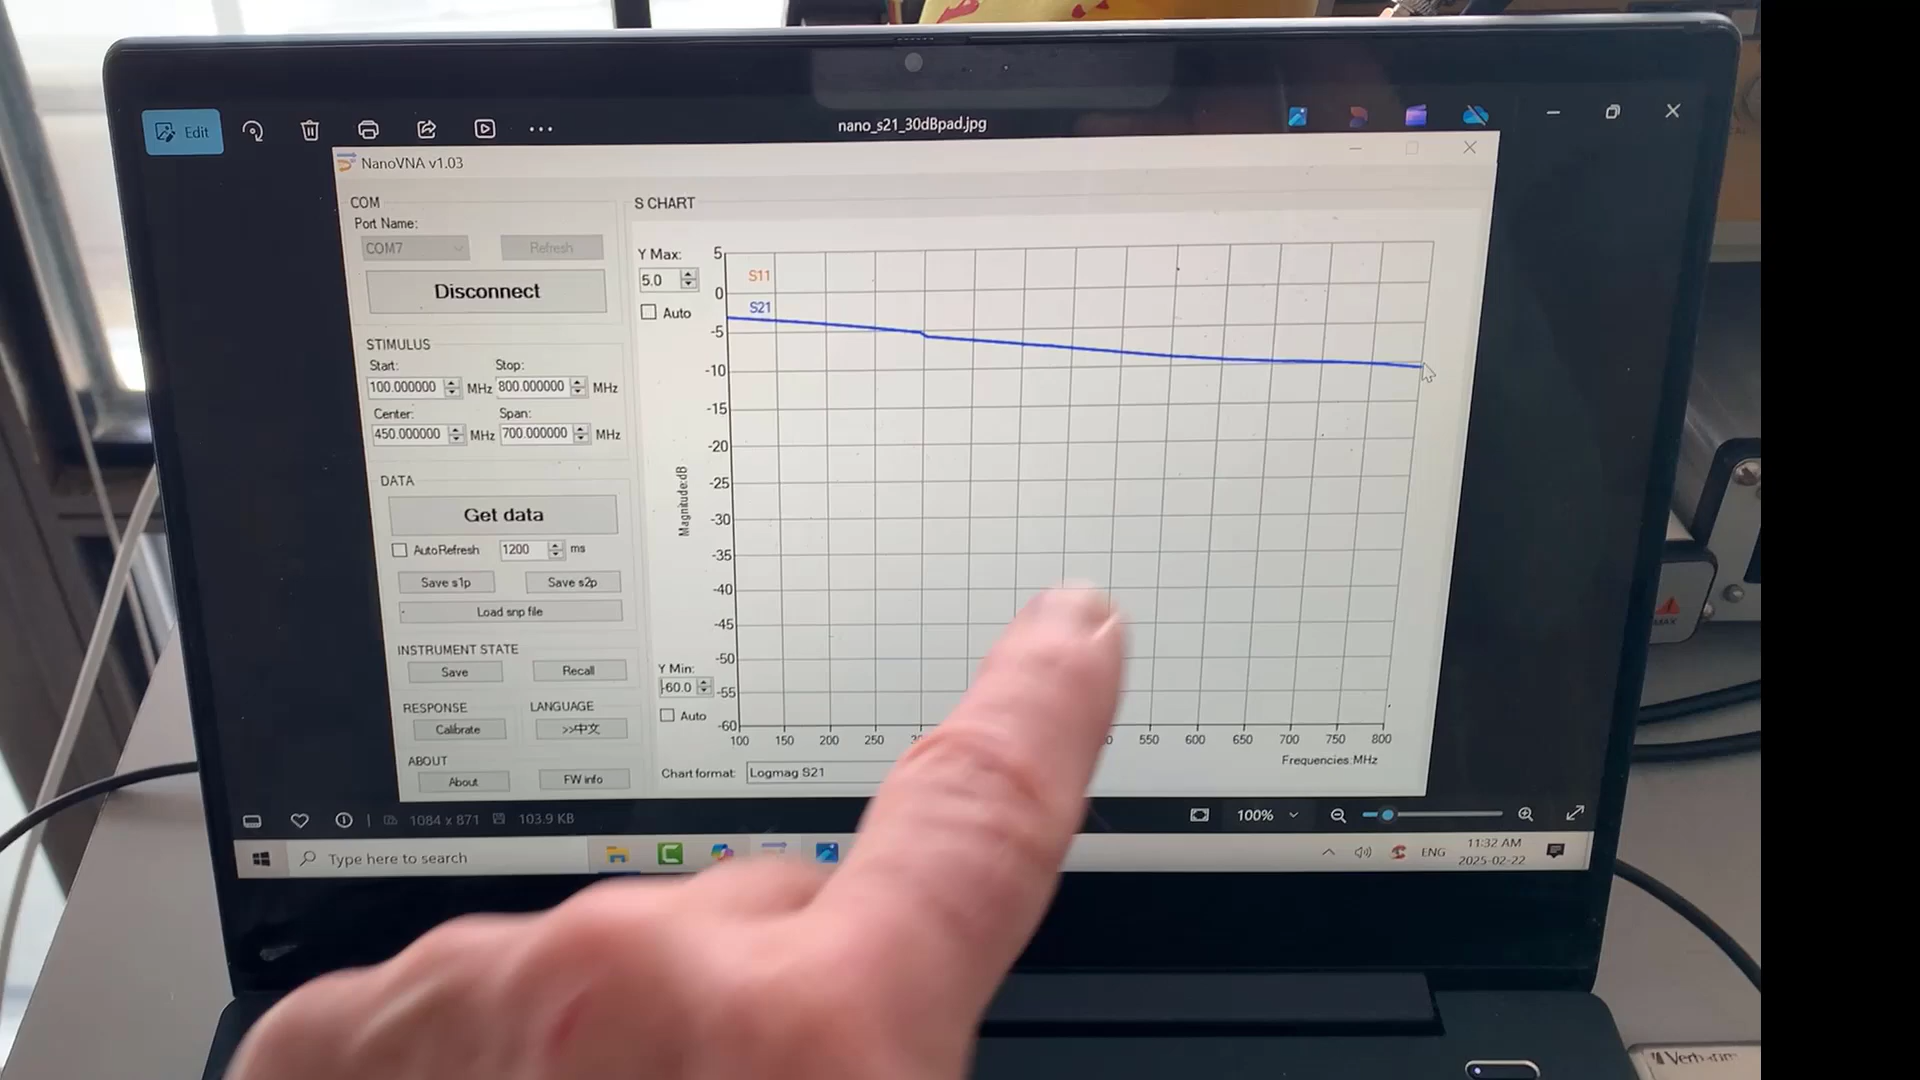 Edit
nano_s21_30dBpad.jpg
NanoVNA v1.03
COM
Port Name:
COM7
Refresh
Disconnect
STIMULUS
Start:
Stop:
100.000000 MHz
800.000000 MHz
Center:
Span:
450.000000 MHz
700.000000 MHz
DATA
Get data
AutoRefresh
1200
ms
Save s1p
Save s2p
Load snp file
INSTRUMENT STATE
Save
Recall
RESPONSE
LANGUAGE
Calibrate
>>中文
ABOUT
About
FW info
S CHART
Y Max:
5.0
Auto
S11
S21
5
0
-5
-10
-15
-20
-25
-30
-35
-40
-45
-50
-55
-60
Magnitude:dB
Y Min:
-60.0
Auto
100 150 200 250 550 600 650 700 750 800
Frequencies:MHz
Chart format:
Logmag S21
1084 x 871
103.9 KB
100%
Type here to search
ENG
11:32 AM
2025-02-22
MAX